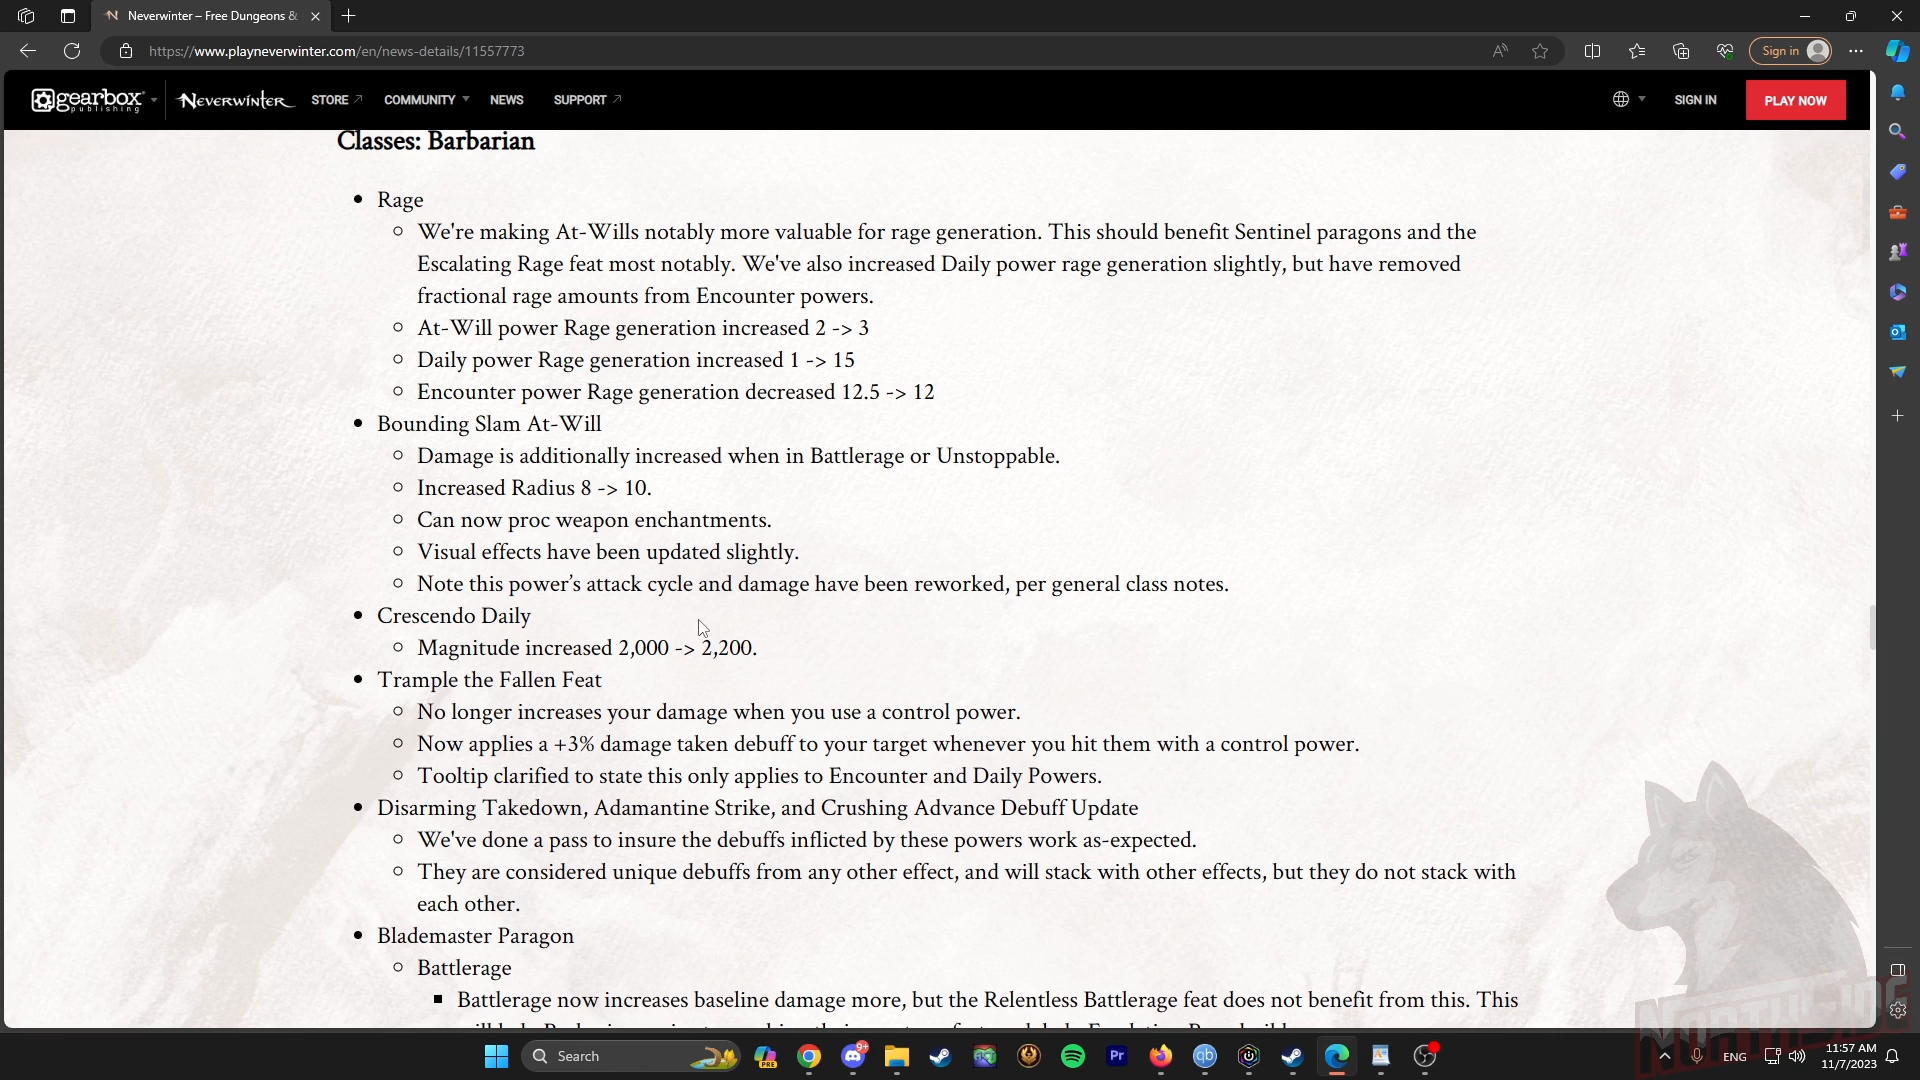 Neverwinter – Free Dungeons &
https://www.playneverwinter.com/en/news-details/11557773
Sign in
gearbox publishing
Neverwinter
STORE
COMMUNITY
NEWS
SUPPORT
SIGN IN
PLAY NOW
Classes: Barbarian
Rage
We're making At-Wills notably more valuable for rage generation. This should benefit Sentinel paragons and the
Escalating Rage feat most notably. We've also increased Daily power rage generation slightly, but have removed
fractional rage amounts from Encounter powers.
At-Will power Rage generation increased 2 -> 3
Daily power Rage generation increased 1 -> 15
Encounter power Rage generation decreased 12.5 -> 12
Bounding Slam At-Will
Damage is additionally increased when in Battlerage or Unstoppable.
Increased Radius 8 -> 10.
Can now proc weapon enchantments.
Visual effects have been updated slightly.
Note this power’s attack cycle and damage have been reworked, per general class notes.
Crescendo Daily
Magnitude increased 2,000 -> 2,200.
Trample the Fallen Feat
No longer increases your damage when you use a control power.
Now applies a +3% damage taken debuff to your target whenever you hit them with a control power.
Tooltip clarified to state this only applies to Encounter and Daily Powers.
Disarming Takedown, Adamantine Strike, and Crushing Advance Debuff Update
We've done a pass to insure the debuffs inflicted by these powers work as-expected.
They are considered unique debuffs from any other effect, and will stack with other effects, but they do not stack with
each other.
Blademaster Paragon
Battlerage
Battlerage now increases baseline damage more, but the Relentless Battlerage feat does not benefit from this. This
Search
PRE
9+
Pr
qb
ENG
11:57 AM
11/7/2023